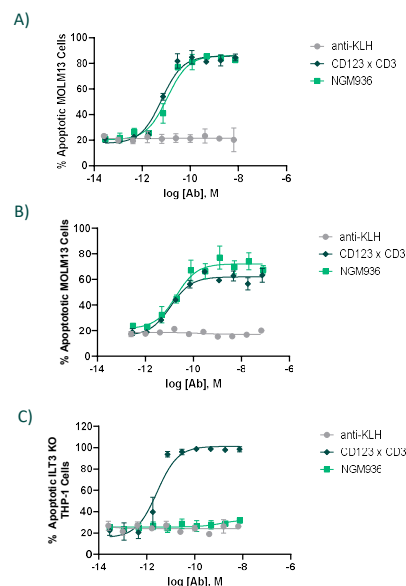 A)
% Apoptotic MOLM13 Cells
100
80
60
40
20
0
-14 -12 -10 -8 -6
log [Ab], M
anti-KLH
CD123 x CD3
NGM936
B)
% Apoptotoic MOLM13 Cells
100
80
60
40
20
0
-14 -12 -10 -8 -6
log [Ab], M
anti-KLH
CD123 x CD3
NGM936
C)
% Apoptotic ILT3 KO
THP-1 Cells
120
100
80
60
40
20
0
-14 -12 -10 -8 -6
log [Ab], M
anti-KLH
CD123 x CD3
NGM936